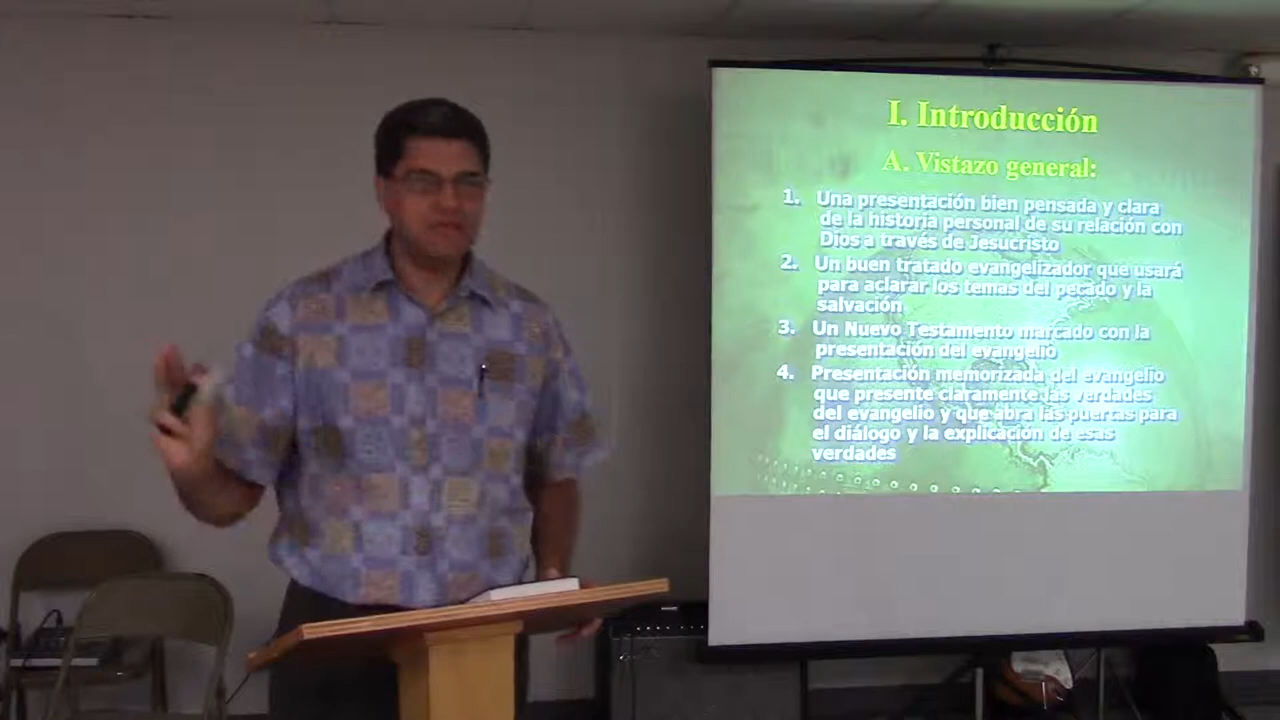 I. Introducción
A. Vistazo general:
1. Una presentación bien pensada y clara
de la historia personal de su relación con
Dios a través de Jesucristo
2. Un buen tratado evangelizador que usará
para aclarar los temas del pecado y la
salvación
3. Un Nuevo Testamento marcado con la
presentación del evangelio
4. Presentación memorizada del evangelio
que presente claramente las verdades
del evangelio y que abra las puertas para
el diálogo y la explicación de esas
verdades